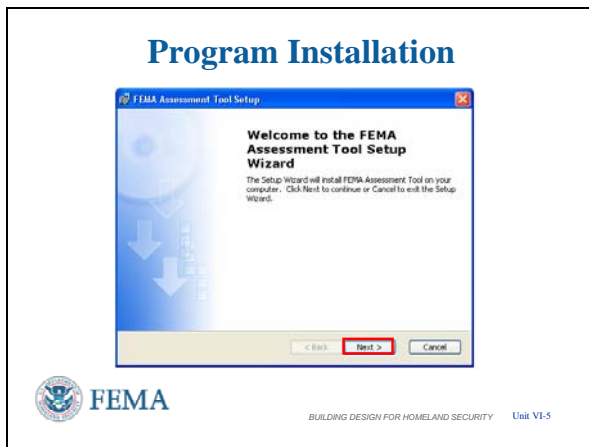 Program Installation
FEMA Assessment Tool Setup
Welcome to the FEMA
Assessment Tool Setup
Wizard
The Setup Wizard will install FEMA Assessment Tool on your
computer. Click Next to continue or Cancel to exit the Setup
Wizard.
< Back Next > Cancel
FEMA
BUILDING DESIGN FOR HOMELAND SECURITY Unit VI-5